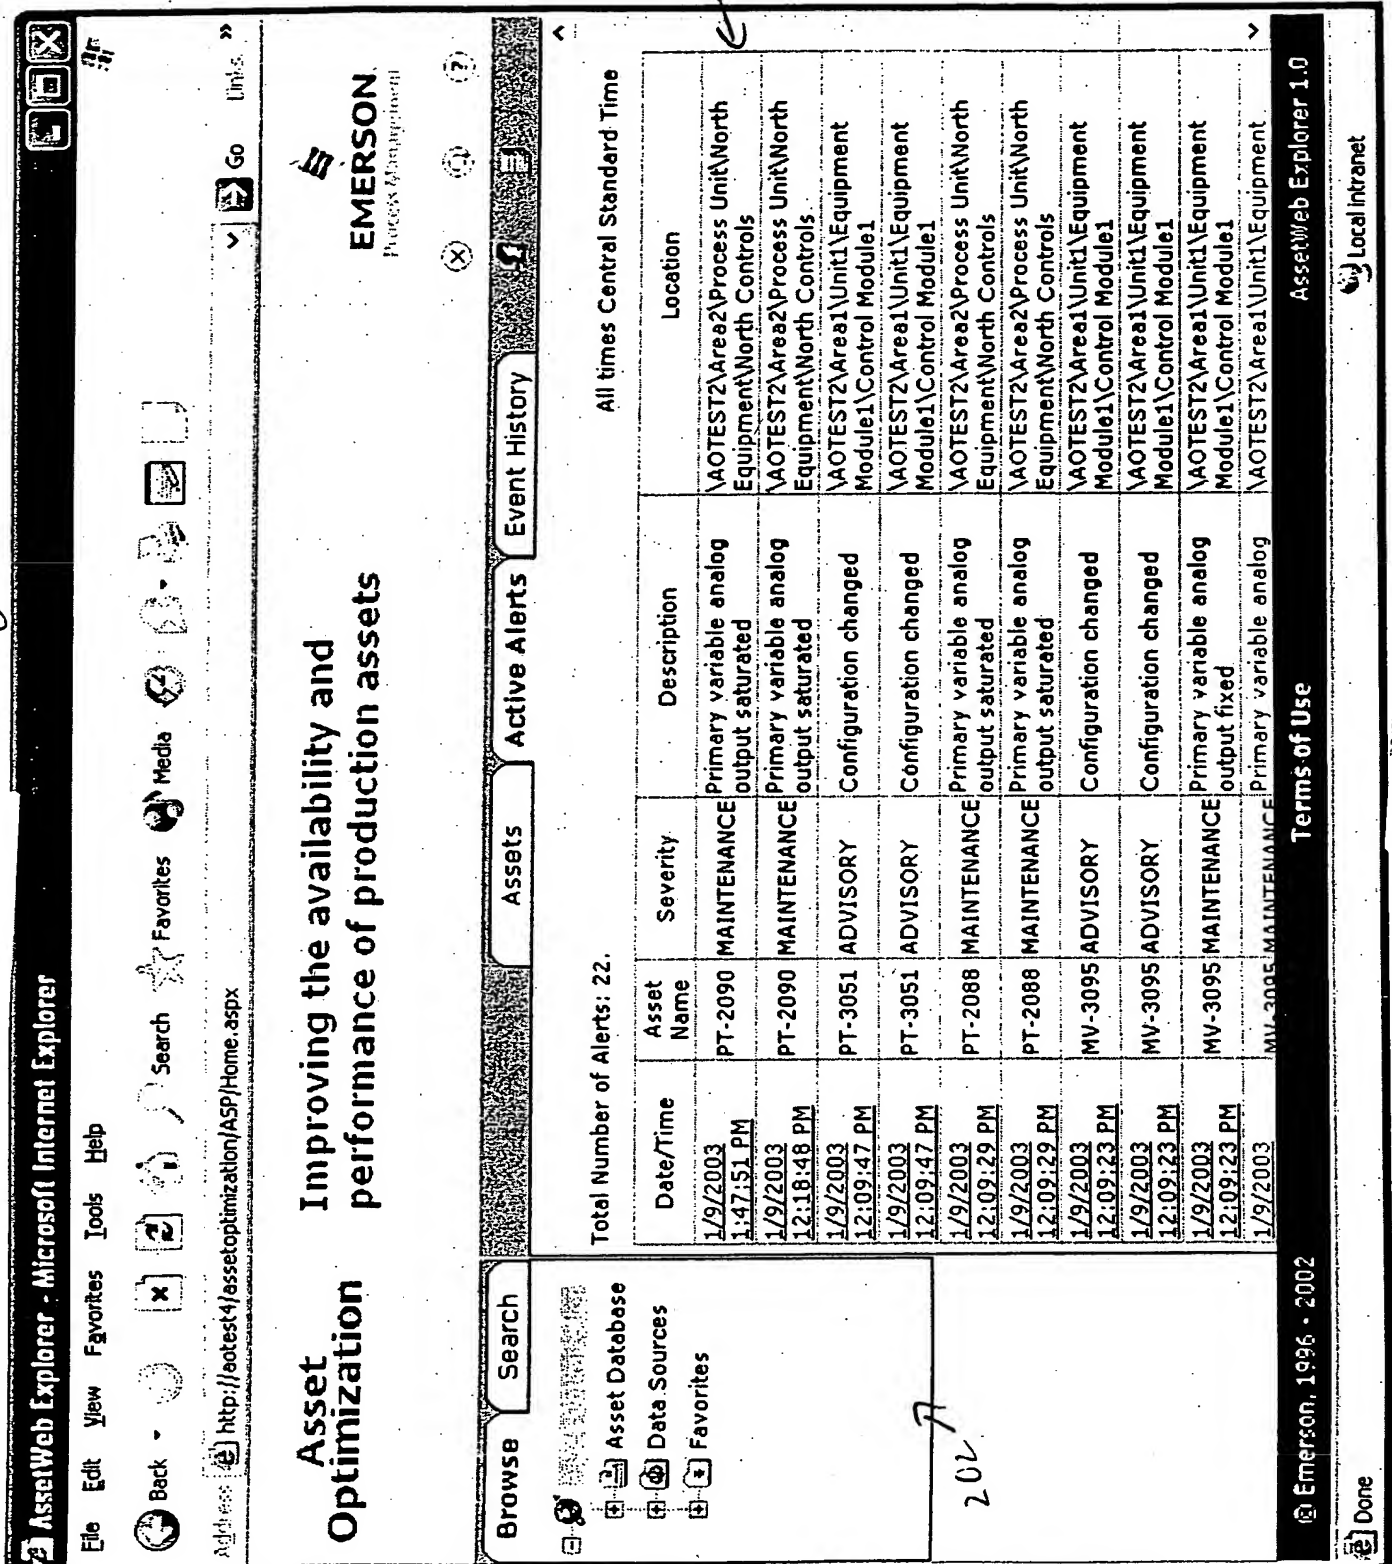 AssetWeb Explorer - Microsoft Internet Explorer
File Edit View Favorites Tools Help
Back Search Favorites Media
Address http://aotest4/assetoptimization/ASP/Home.aspx Go Links »
Asset Optimization
Improving the availability and
performance of production assets
EMERSON
Process Management
Browse Search Assets Active Alerts Event History
Asset Database
Data Sources
Favorites
202
Total Number of Alerts: 22. All times Central Standard Time
Date/Time Asset Name Severity Description Location
1/9/2003 1:47:51 PM PT-2090 MAINTENANCE Primary variable analog output saturated \AOTEST2\Area2\Process Unit\North Equipment\North Controls
1/9/2003 12:18:48 PM PT-2090 MAINTENANCE Primary variable analog output saturated \AOTEST2\Area2\Process Unit\North Equipment\North Controls
1/9/2003 12:09:47 PM PT-3051 ADVISORY Configuration changed \AOTEST2\Area1\Unit1\Equipment Module1\Control Module1
1/9/2003 12:09:47 PM PT-3051 ADVISORY Configuration changed \AOTEST2\Area1\Unit1\Equipment Module1\Control Module1
1/9/2003 12:09:29 PM PT-2088 MAINTENANCE Primary variable analog output saturated \AOTEST2\Area2\Process Unit\North Equipment\North Controls
1/9/2003 12:09:29 PM PT-2088 MAINTENANCE Primary variable analog output saturated \AOTEST2\Area2\Process Unit\North Equipment\North Controls
1/9/2003 12:09:23 PM MV-3095 ADVISORY Configuration changed \AOTEST2\Area1\Unit1\Equipment Module1\Control Module1
1/9/2003 12:09:23 PM MV-3095 ADVISORY Configuration changed \AOTEST2\Area1\Unit1\Equipment Module1\Control Module1
1/9/2003 12:09:23 PM MV-3095 MAINTENANCE Primary variable analog output fixed \AOTEST2\Area1\Unit1\Equipment Module1\Control Module1
1/9/2003 MV-3095 MAINTENANCE Primary variable analog \AOTEST2\Area1\Unit1\Equipment
© Emerson, 1996 - 2002 Terms of Use AssetWeb Explorer 1.0
Done Local intranet